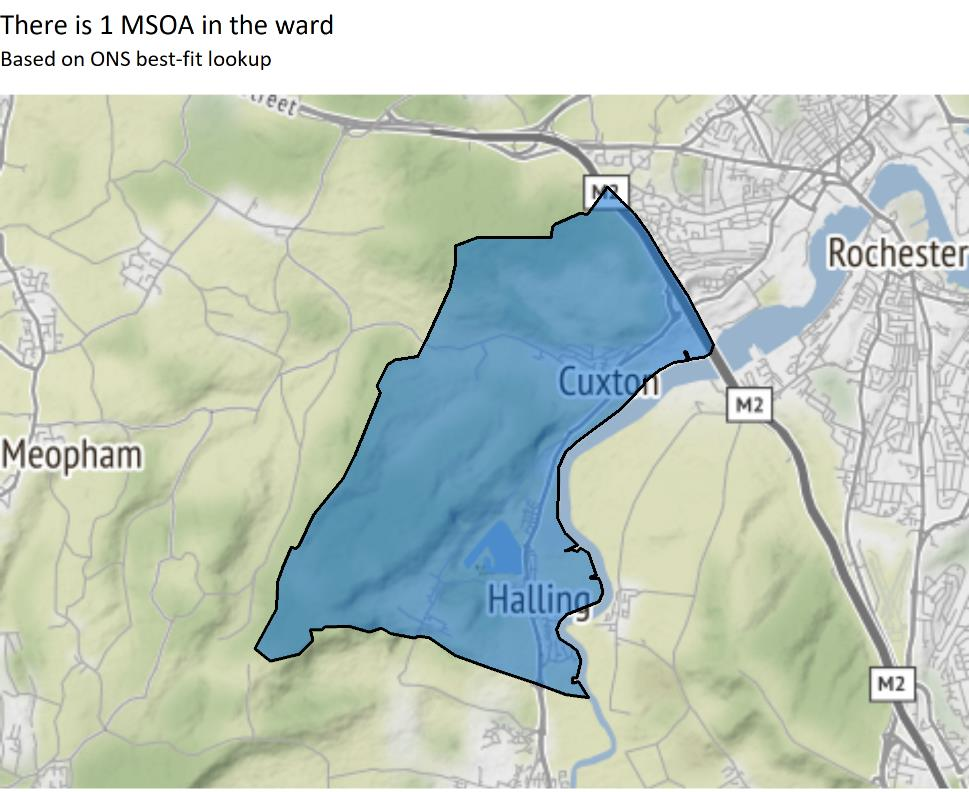 There is 1 MSOA in the ward
Based on ONS best-fit lookup
M2
Rochester
Cuxton
M2
Meopham
Halling
M2